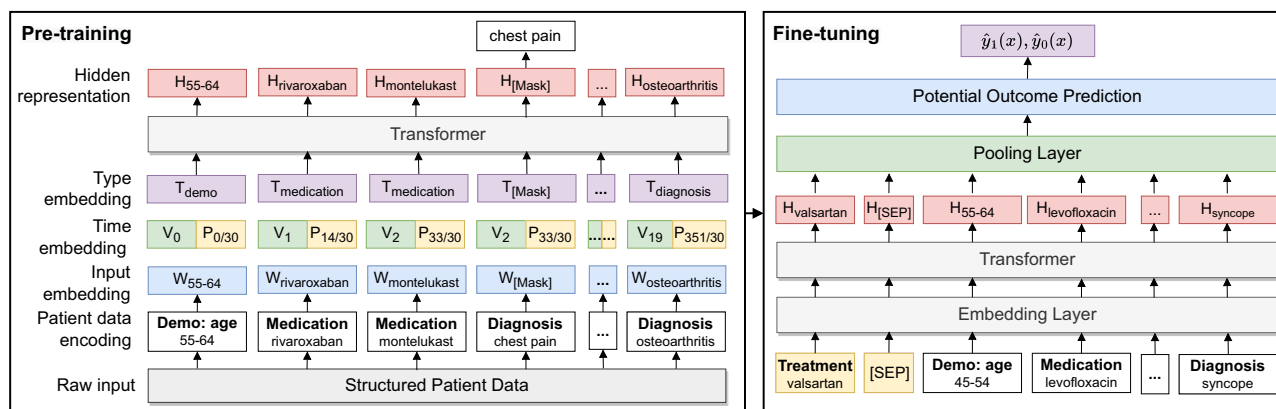 Pre-training
chest pain
Hidden
representation
H55-64 Hrivaroxaban Hmontelukast H[Mask] ... Hosteoarthritis
Transformer
Type
embedding
Tdemo Tmedication Tmedication T[Mask] ... Tdiagnosis
Time
embedding
V0 P0/30 V1 P14/30 V2 P33/30 V2 P33/30 ...... V19 P351/30
Input
embedding
W55-64 Wrivaroxaban Wmontelukast W[Mask] ... Wosteoarthritis
Patient data
encoding
Demo: age Medication Medication Diagnosis ... Diagnosis
55-64 rivaroxaban montelukast chest pain osteoarthritis
Raw input
Structured Patient Data
Fine-tuning
ŷ1(x), ŷ0(x)
Potential Outcome Prediction
Pooling Layer
Hvalsartan H[SEP] H55-64 Hlevofloxacin ... Hsyncope
Transformer
Embedding Layer
Treatment [SEP] Demo: age Medication ... Diagnosis
valsartan 45-54 levofloxacin syncope